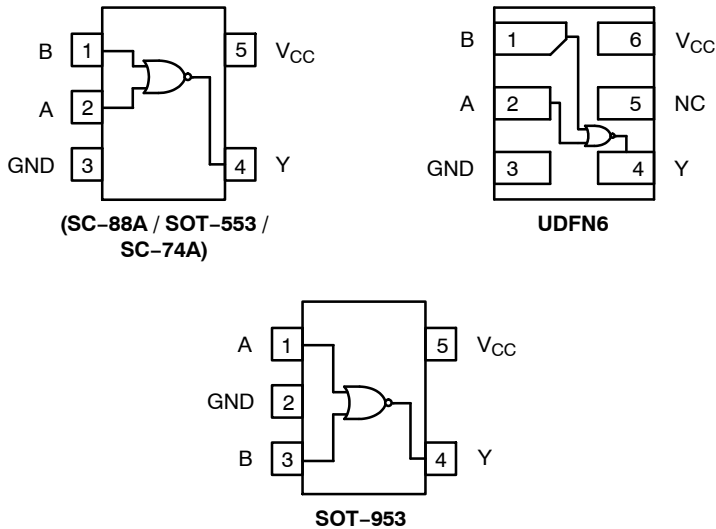 B 1 5 VCC
A 2
GND 3 4 Y
(SC−88A / SOT−553 /
SC−74A)
B 1 6 VCC
A 2 5 NC
GND 3 4 Y
UDFN6
A 1 5 VCC
GND 2
B 3 4 Y
SOT−953